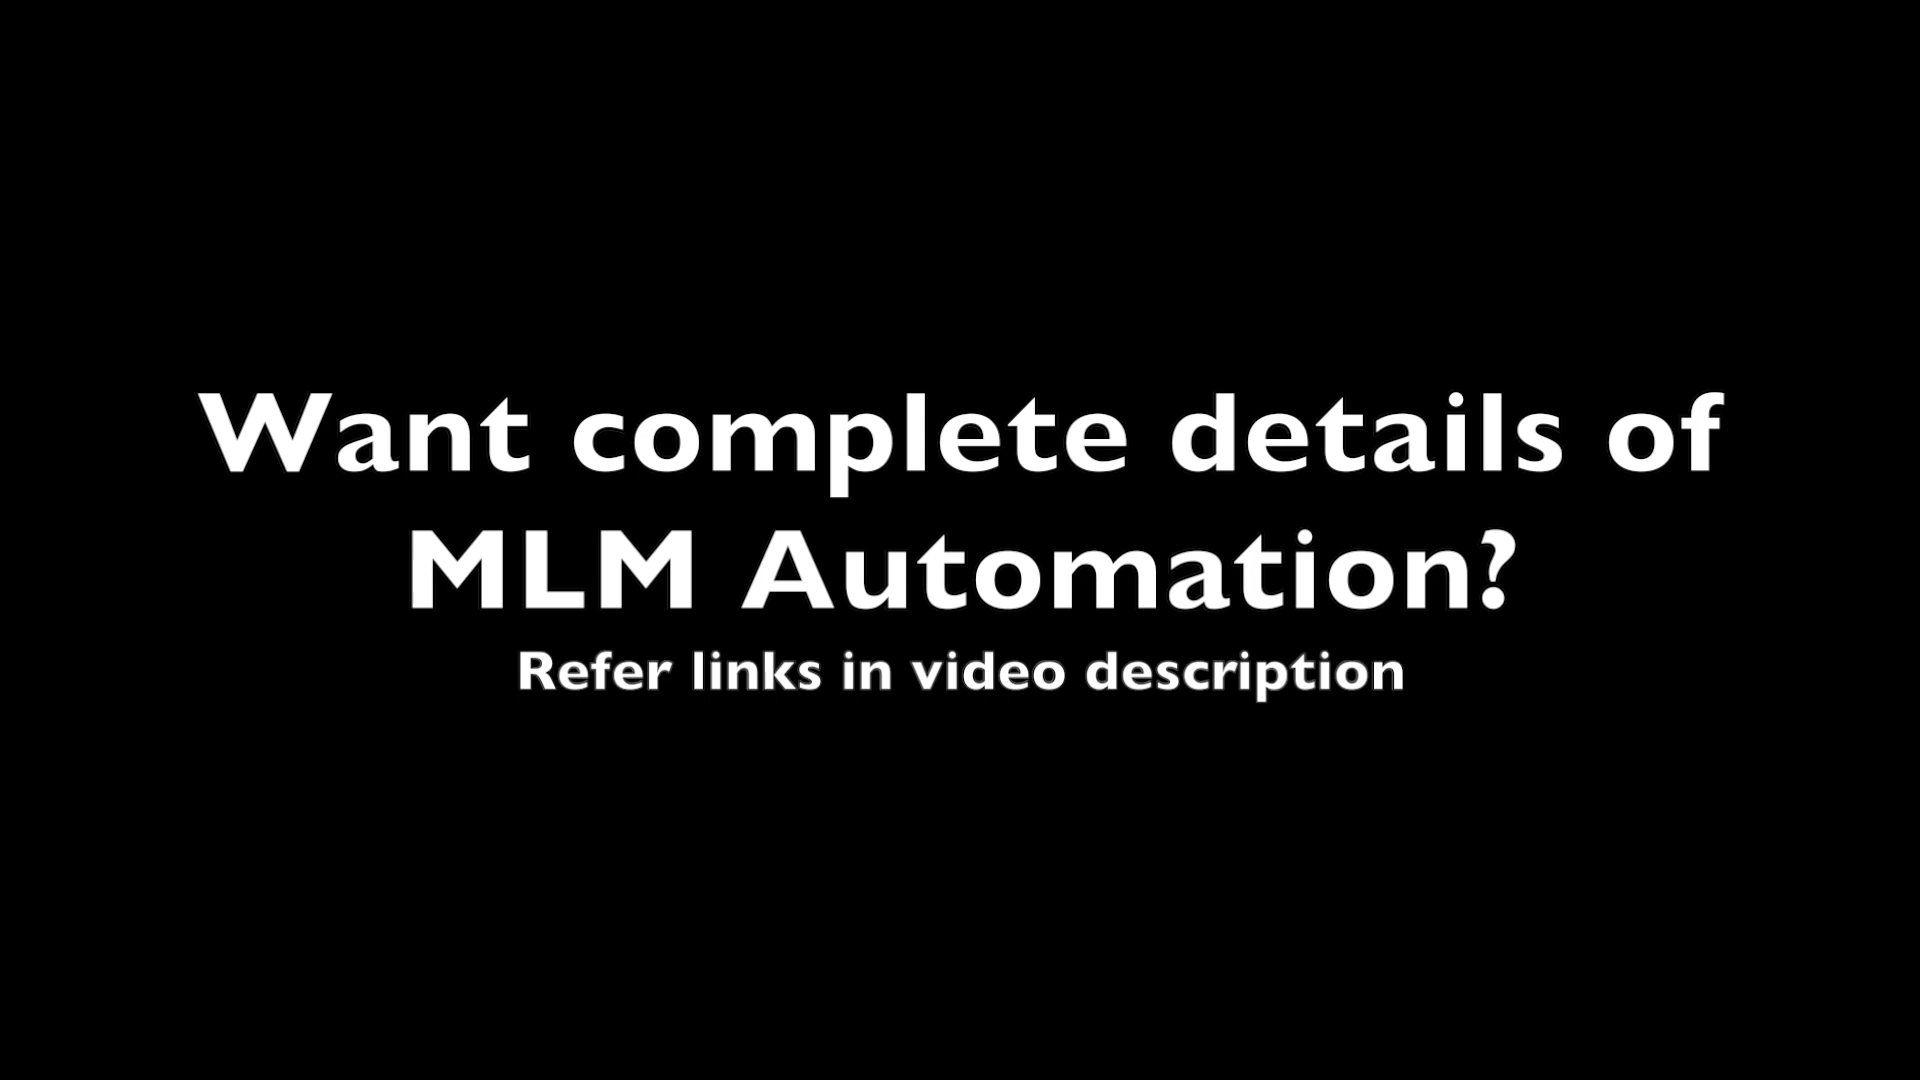 Want complete details of
MLM Automation?
Refer links in video description